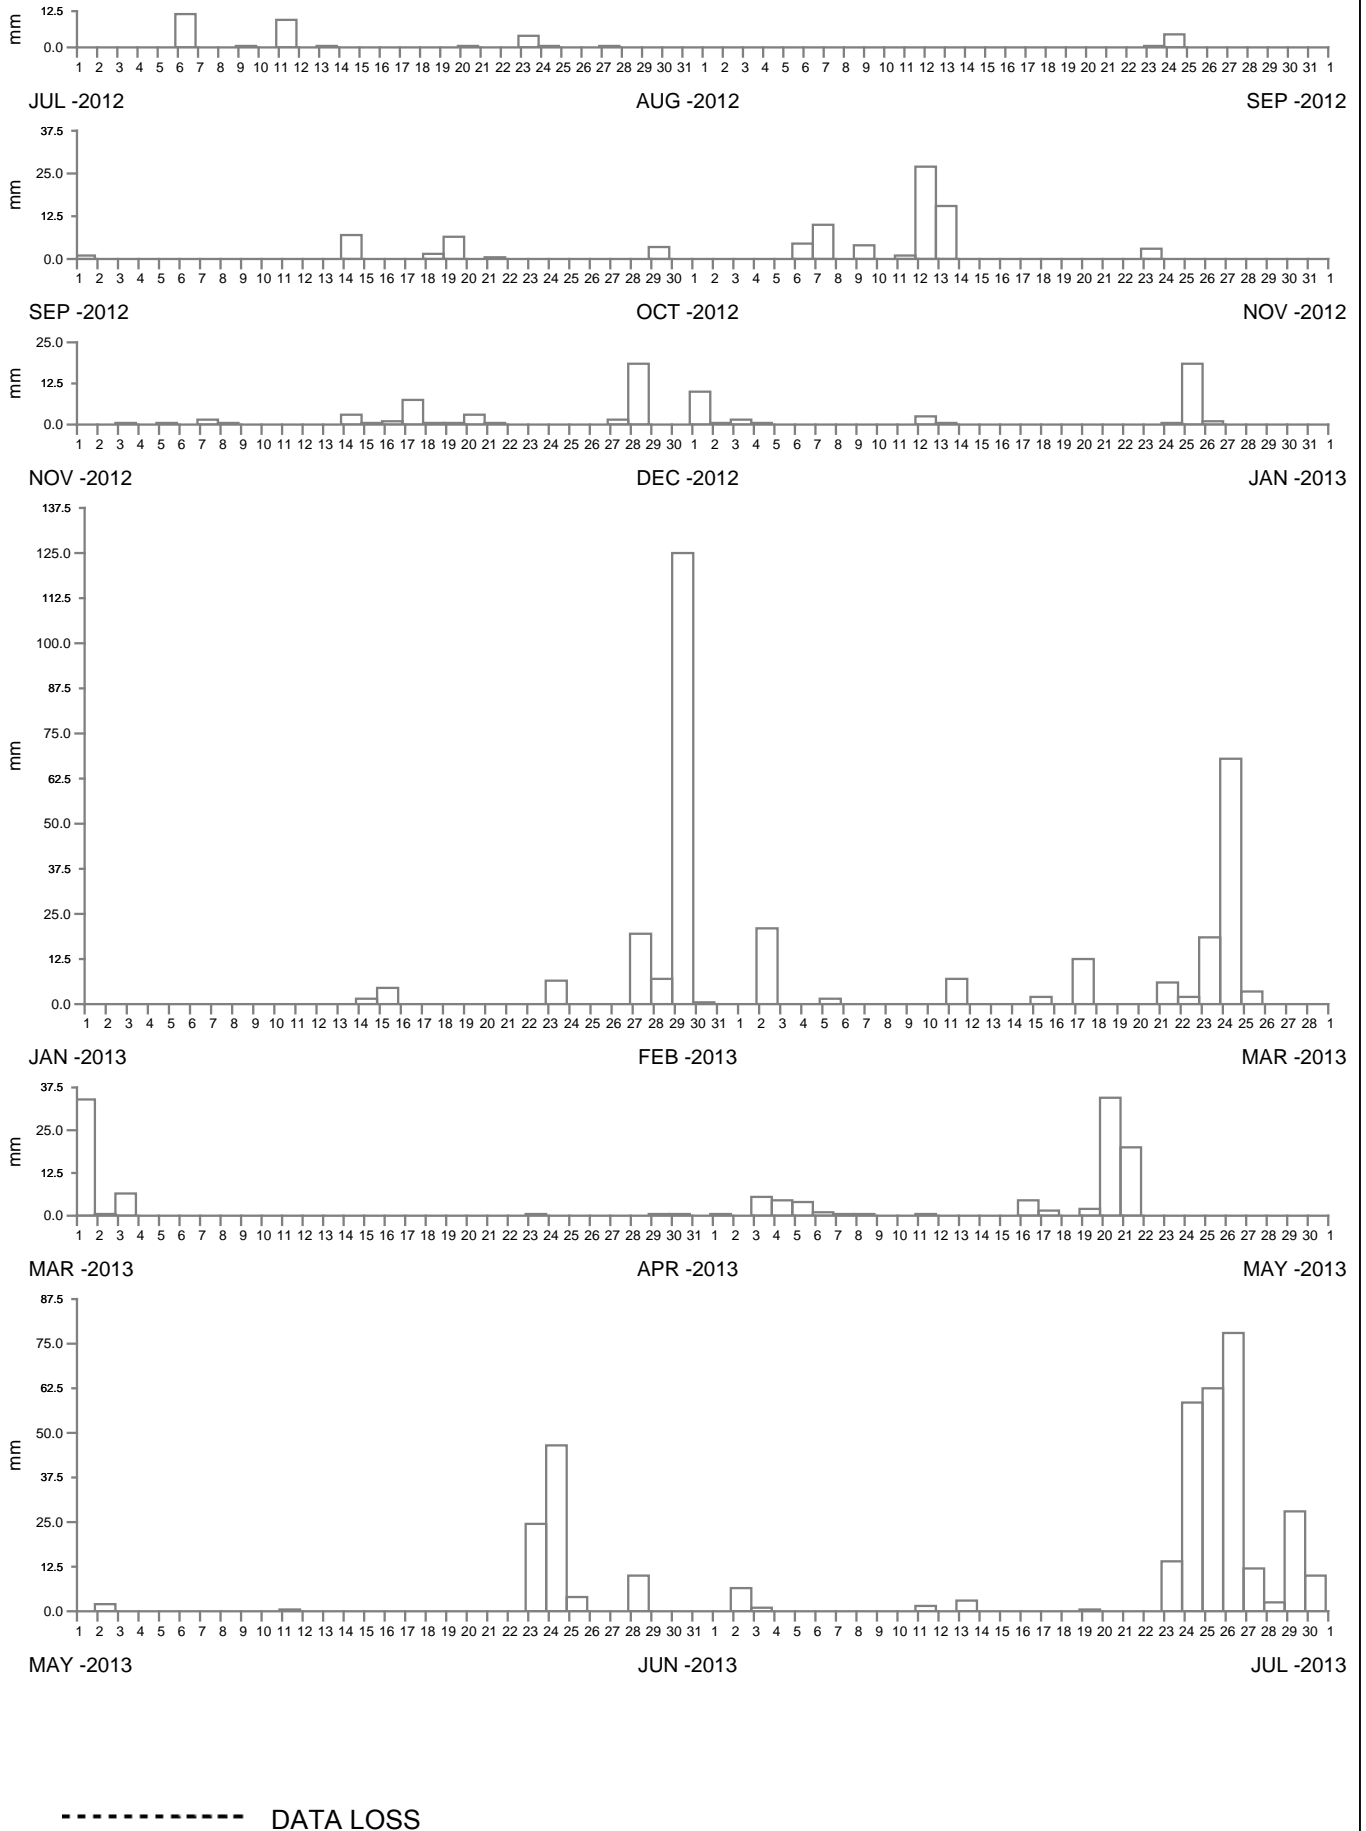 12.5
mm
0.0
1 2 3 4 5 6 7 8 9 10 11 12 13 14 15 16 17 18 19 20 21 22 23 24 25 26 27 28 29 30 31 1 2 3 4 5 6 7 8 9 10 11 12 13 14 15 16 17 18 19 20 21 22 23 24 25 26 27 28 29 30 31 1
JUL -2012 AUG -2012 SEP -2012
37.5
25.0
mm
12.5
0.0
1 2 3 4 5 6 7 8 9 10 11 12 13 14 15 16 17 18 19 20 21 22 23 24 25 26 27 28 29 30 1 2 3 4 5 6 7 8 9 10 11 12 13 14 15 16 17 18 19 20 21 22 23 24 25 26 27 28 29 30 31 1
SEP -2012 OCT -2012 NOV -2012
25.0
mm
12.5
0.0
1 2 3 4 5 6 7 8 9 10 11 12 13 14 15 16 17 18 19 20 21 22 23 24 25 26 27 28 29 30 1 2 3 4 5 6 7 8 9 10 11 12 13 14 15 16 17 18 19 20 21 22 23 24 25 26 27 28 29 30 31 1
NOV -2012 DEC -2012 JAN -2013
137.5
125.0
112.5
100.0
87.5
75.0
mm
62.5
50.0
37.5
25.0
12.5
0.0
1 2 3 4 5 6 7 8 9 10 11 12 13 14 15 16 17 18 19 20 21 22 23 24 25 26 27 28 29 30 31 1 2 3 4 5 6 7 8 9 10 11 12 13 14 15 16 17 18 19 20 21 22 23 24 25 26 27 28 1
JAN -2013 FEB -2013 MAR -2013
37.5
25.0
mm
12.5
0.0
1 2 3 4 5 6 7 8 9 10 11 12 13 14 15 16 17 18 19 20 21 22 23 24 25 26 27 28 29 30 31 1 2 3 4 5 6 7 8 9 10 11 12 13 14 15 16 17 18 19 20 21 22 23 24 25 26 27 28 29 30 1
MAR -2013 APR -2013 MAY -2013
87.5
75.0
62.5
50.0
mm
37.5
25.0
12.5
0.0
1 2 3 4 5 6 7 8 9 10 11 12 13 14 15 16 17 18 19 20 21 22 23 24 25 26 27 28 29 30 31 1 2 3 4 5 6 7 8 9 10 11 12 13 14 15 16 17 18 19 20 21 22 23 24 25 26 27 28 29 30 1
MAY -2013 JUN -2013 JUL -2013
DATA LOSS